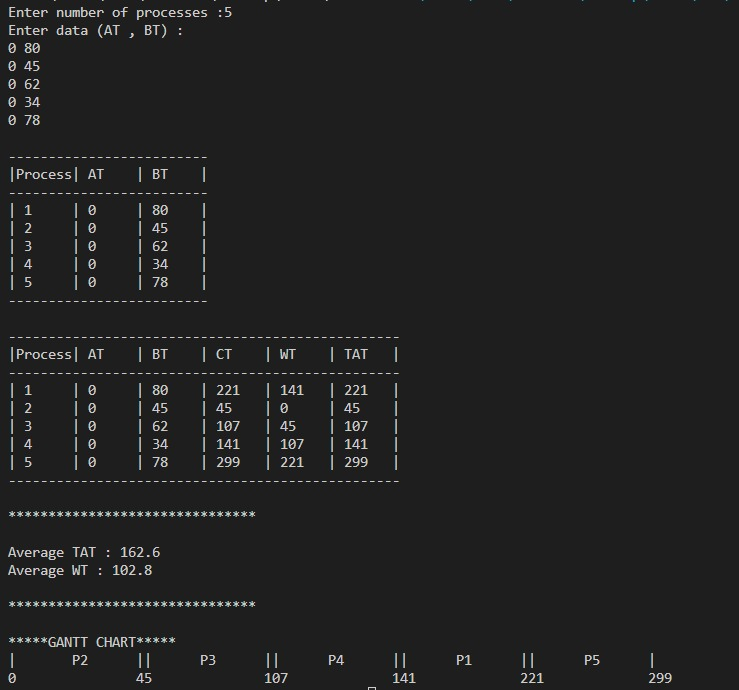 Enter number of processes :5
Enter data (AT , BT) :
0 80
0 45
0 62
0 34
0 78
-------------------------
|Process| AT    | BT    |
-------------------------
| 1     | 0     | 80    |
| 2     | 0     | 45    |
| 3     | 0     | 62    |
| 4     | 0     | 34    |
| 5     | 0     | 78    |
-------------------------
-------------------------------------------------
|Process| AT    | BT    | CT    | WT    | TAT   |
-------------------------------------------------
| 1     | 0     | 80    | 221   | 141   | 221   |
| 2     | 0     | 45    | 45    | 0     | 45    |
| 3     | 0     | 62    | 107   | 45    | 107   |
| 4     | 0     | 34    | 141   | 107   | 141   |
| 5     | 0     | 78    | 299   | 221   | 299   |
-------------------------------------------------
*******************************
Average TAT : 162.6
Average WT : 102.8
*******************************
*****GANTT CHART*****
|       P2      ||      P3      ||      P4      ||      P1      ||      P5      |
0               45              107             141             221            299